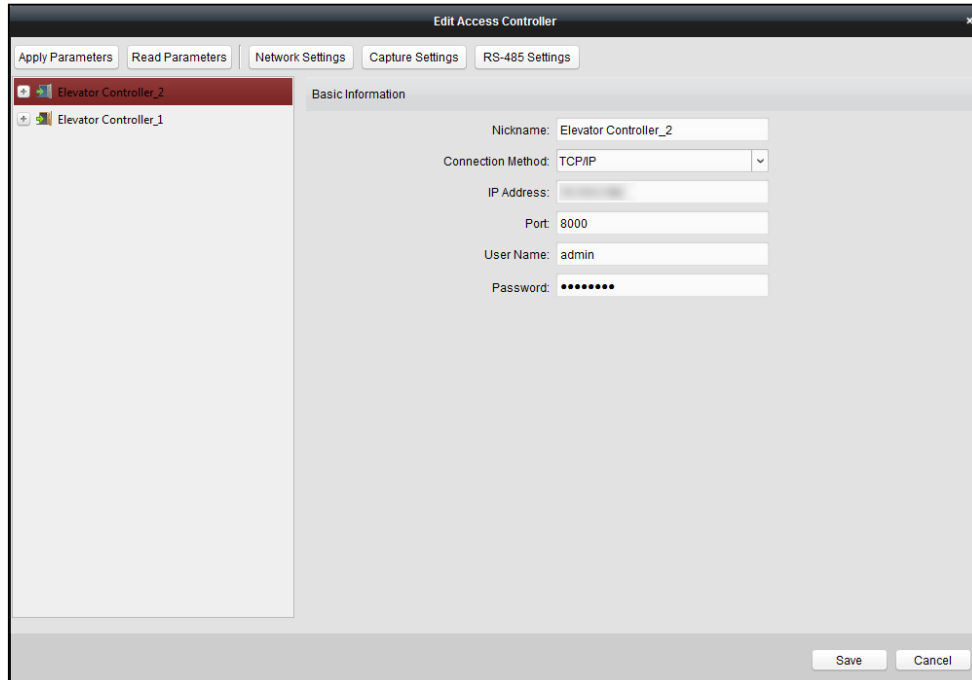 Edit Access Controller
Apply Parameters Read Parameters Network Settings Capture Settings RS-485 Settings
Elevator Controller_2
Elevator Controller_1
Basic Information
Nickname: Elevator Controller_2
Connection Method: TCP/IP
IP Address:
Port: 8000
User Name: admin
Password: ••••••••
Save Cancel